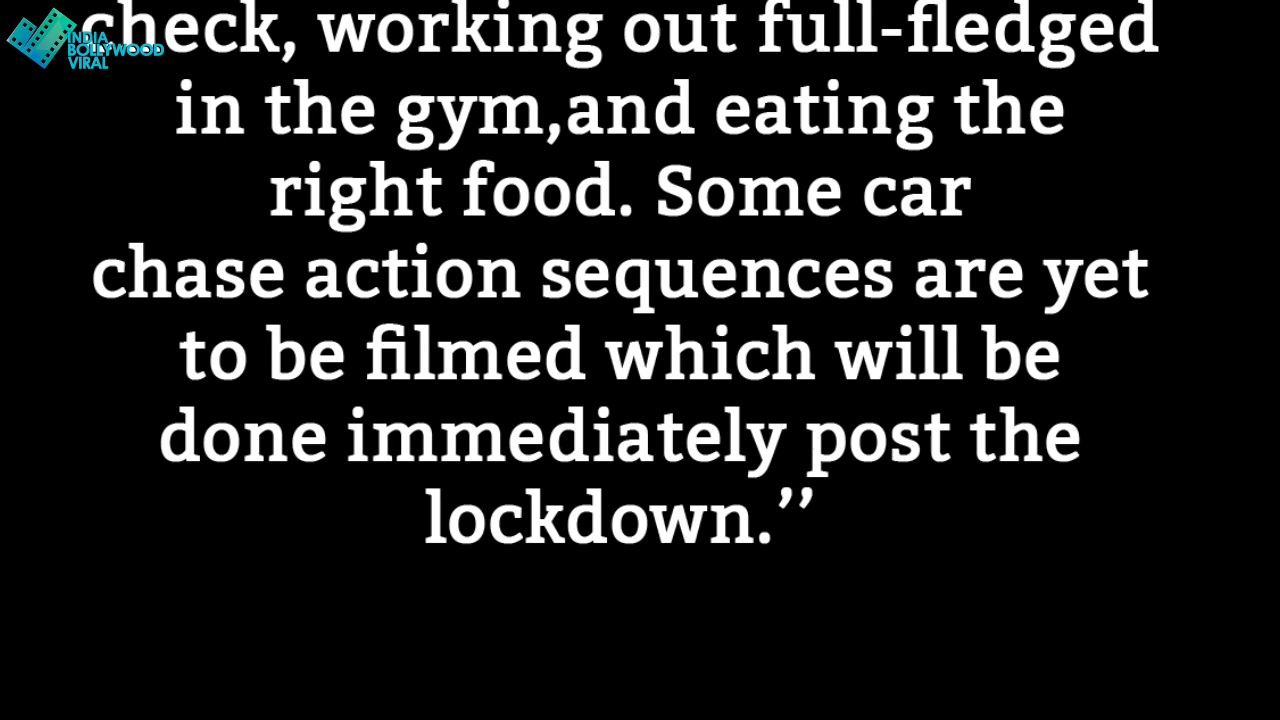 check, working out full-fledged
INDIA
BOLLYWOOD
VIRAL
in the gym,and eating the
right food. Some car
chase action sequences are yet
to be filmed which will be
done immediately post the
lockdown.’’